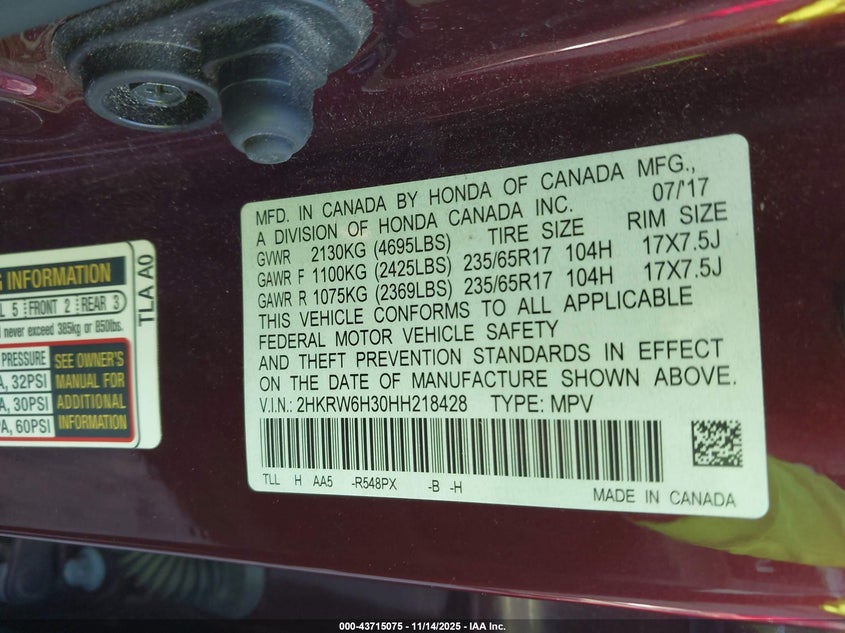 G INFORMATION
L 5 FRONT 2 REAR 3
never exceed 385kg or 850lbs.
PRESSURE
A, 32PSI
A, 30PSI
PA, 60PSI
SEE OWNER'S
MANUAL FOR
ADDITIONAL
INFORMATION
TLA A0
MFD. IN CANADA BY HONDA OF CANADA MFG., 07/'17
A DIVISION OF HONDA CANADA INC.
GVWR 2130KG (4695LBS) TIRE SIZE RIM SIZE
GAWR F 1100KG (2425LBS) 235/65R17 104H 17X7.5J
GAWR R 1075KG (2369LBS) 235/65R17 104H 17X7.5J
THIS VEHICLE CONFORMS TO ALL APPLICABLE
FEDERAL MOTOR VEHICLE SAFETY
AND THEFT PREVENTION STANDARDS IN EFFECT
ON THE DATE OF MANUFACTURE SHOWN ABOVE.
V.I.N.: 2HKRW6H30HH218428 TYPE: MPV
TLL H AA5 -R548PX -B -H
MADE IN CANADA
000-43715075 - 11/14/2025 - IAA Inc.